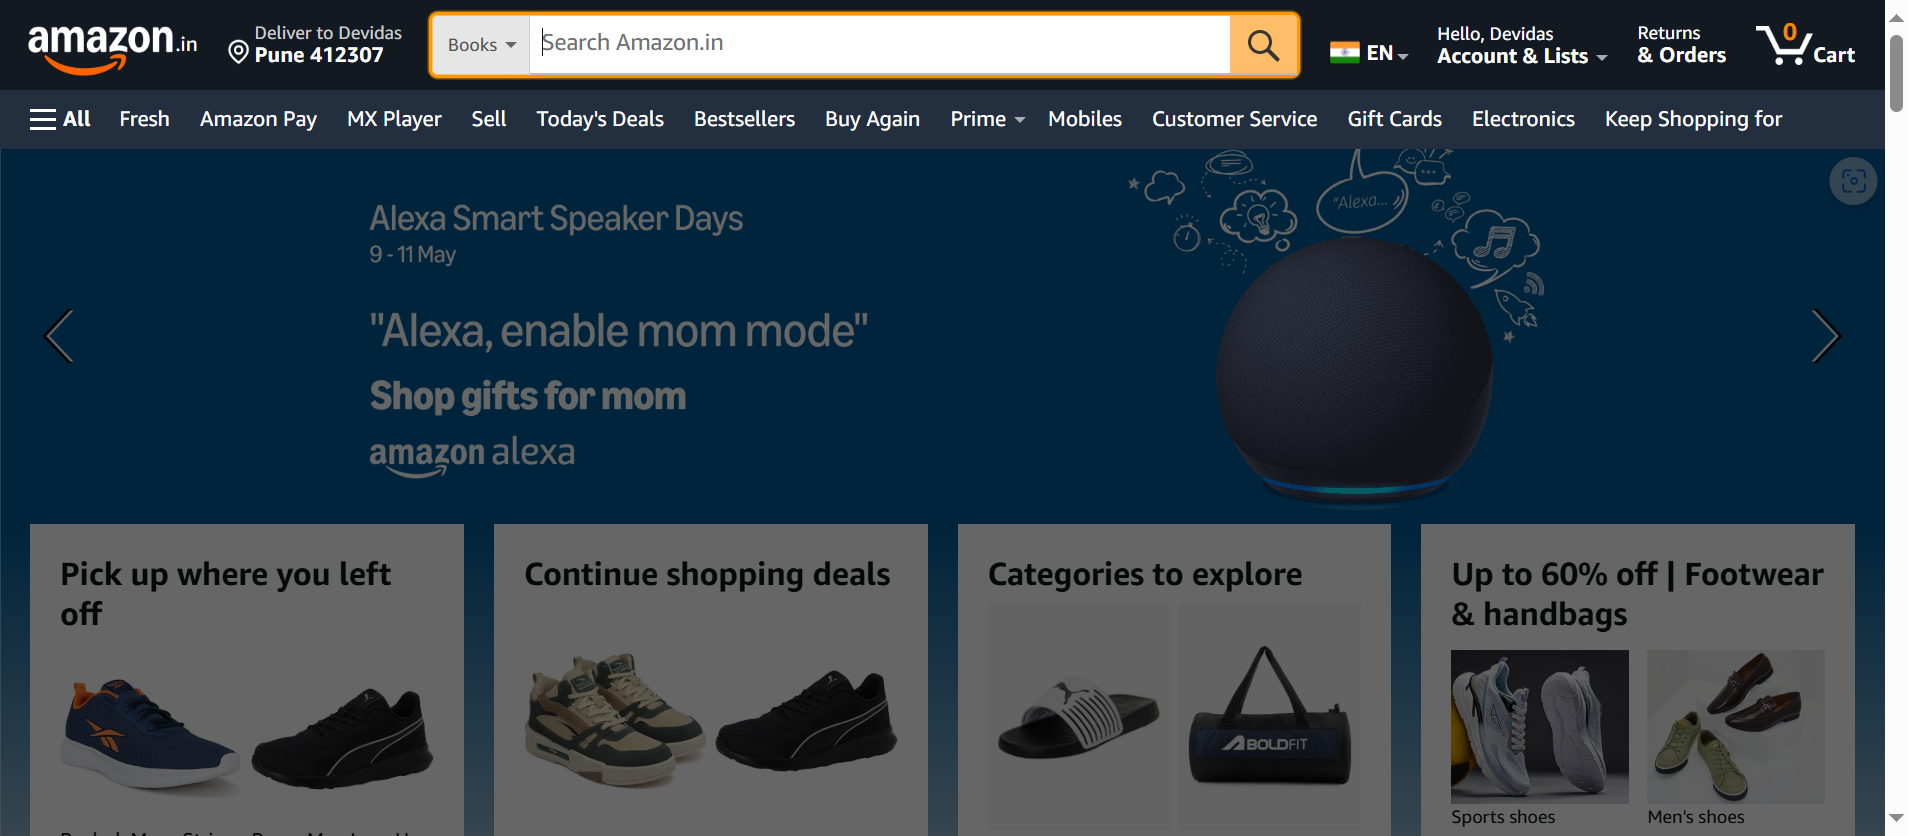 amazon.in
Deliver to Devidas
Pune 412307
Books
Search Amazon.in
EN
Hello, Devidas
Account & Lists
Returns
& Orders
0
Cart
All
Fresh
Amazon Pay
MX Player
Sell
Today's Deals
Bestsellers
Buy Again
Prime
Mobiles
Customer Service
Gift Cards
Electronics
Keep Shopping for
Alexa Smart Speaker Days
9 - 11 May
"Alexa, enable mom mode"
Shop gifts for mom
amazon alexa
"Alexa...
Pick up where you left
off
Continue shopping deals
Categories to explore
BOLDFIT
Up to 60% off | Footwear
& handbags
Sports shoes
Men's shoes